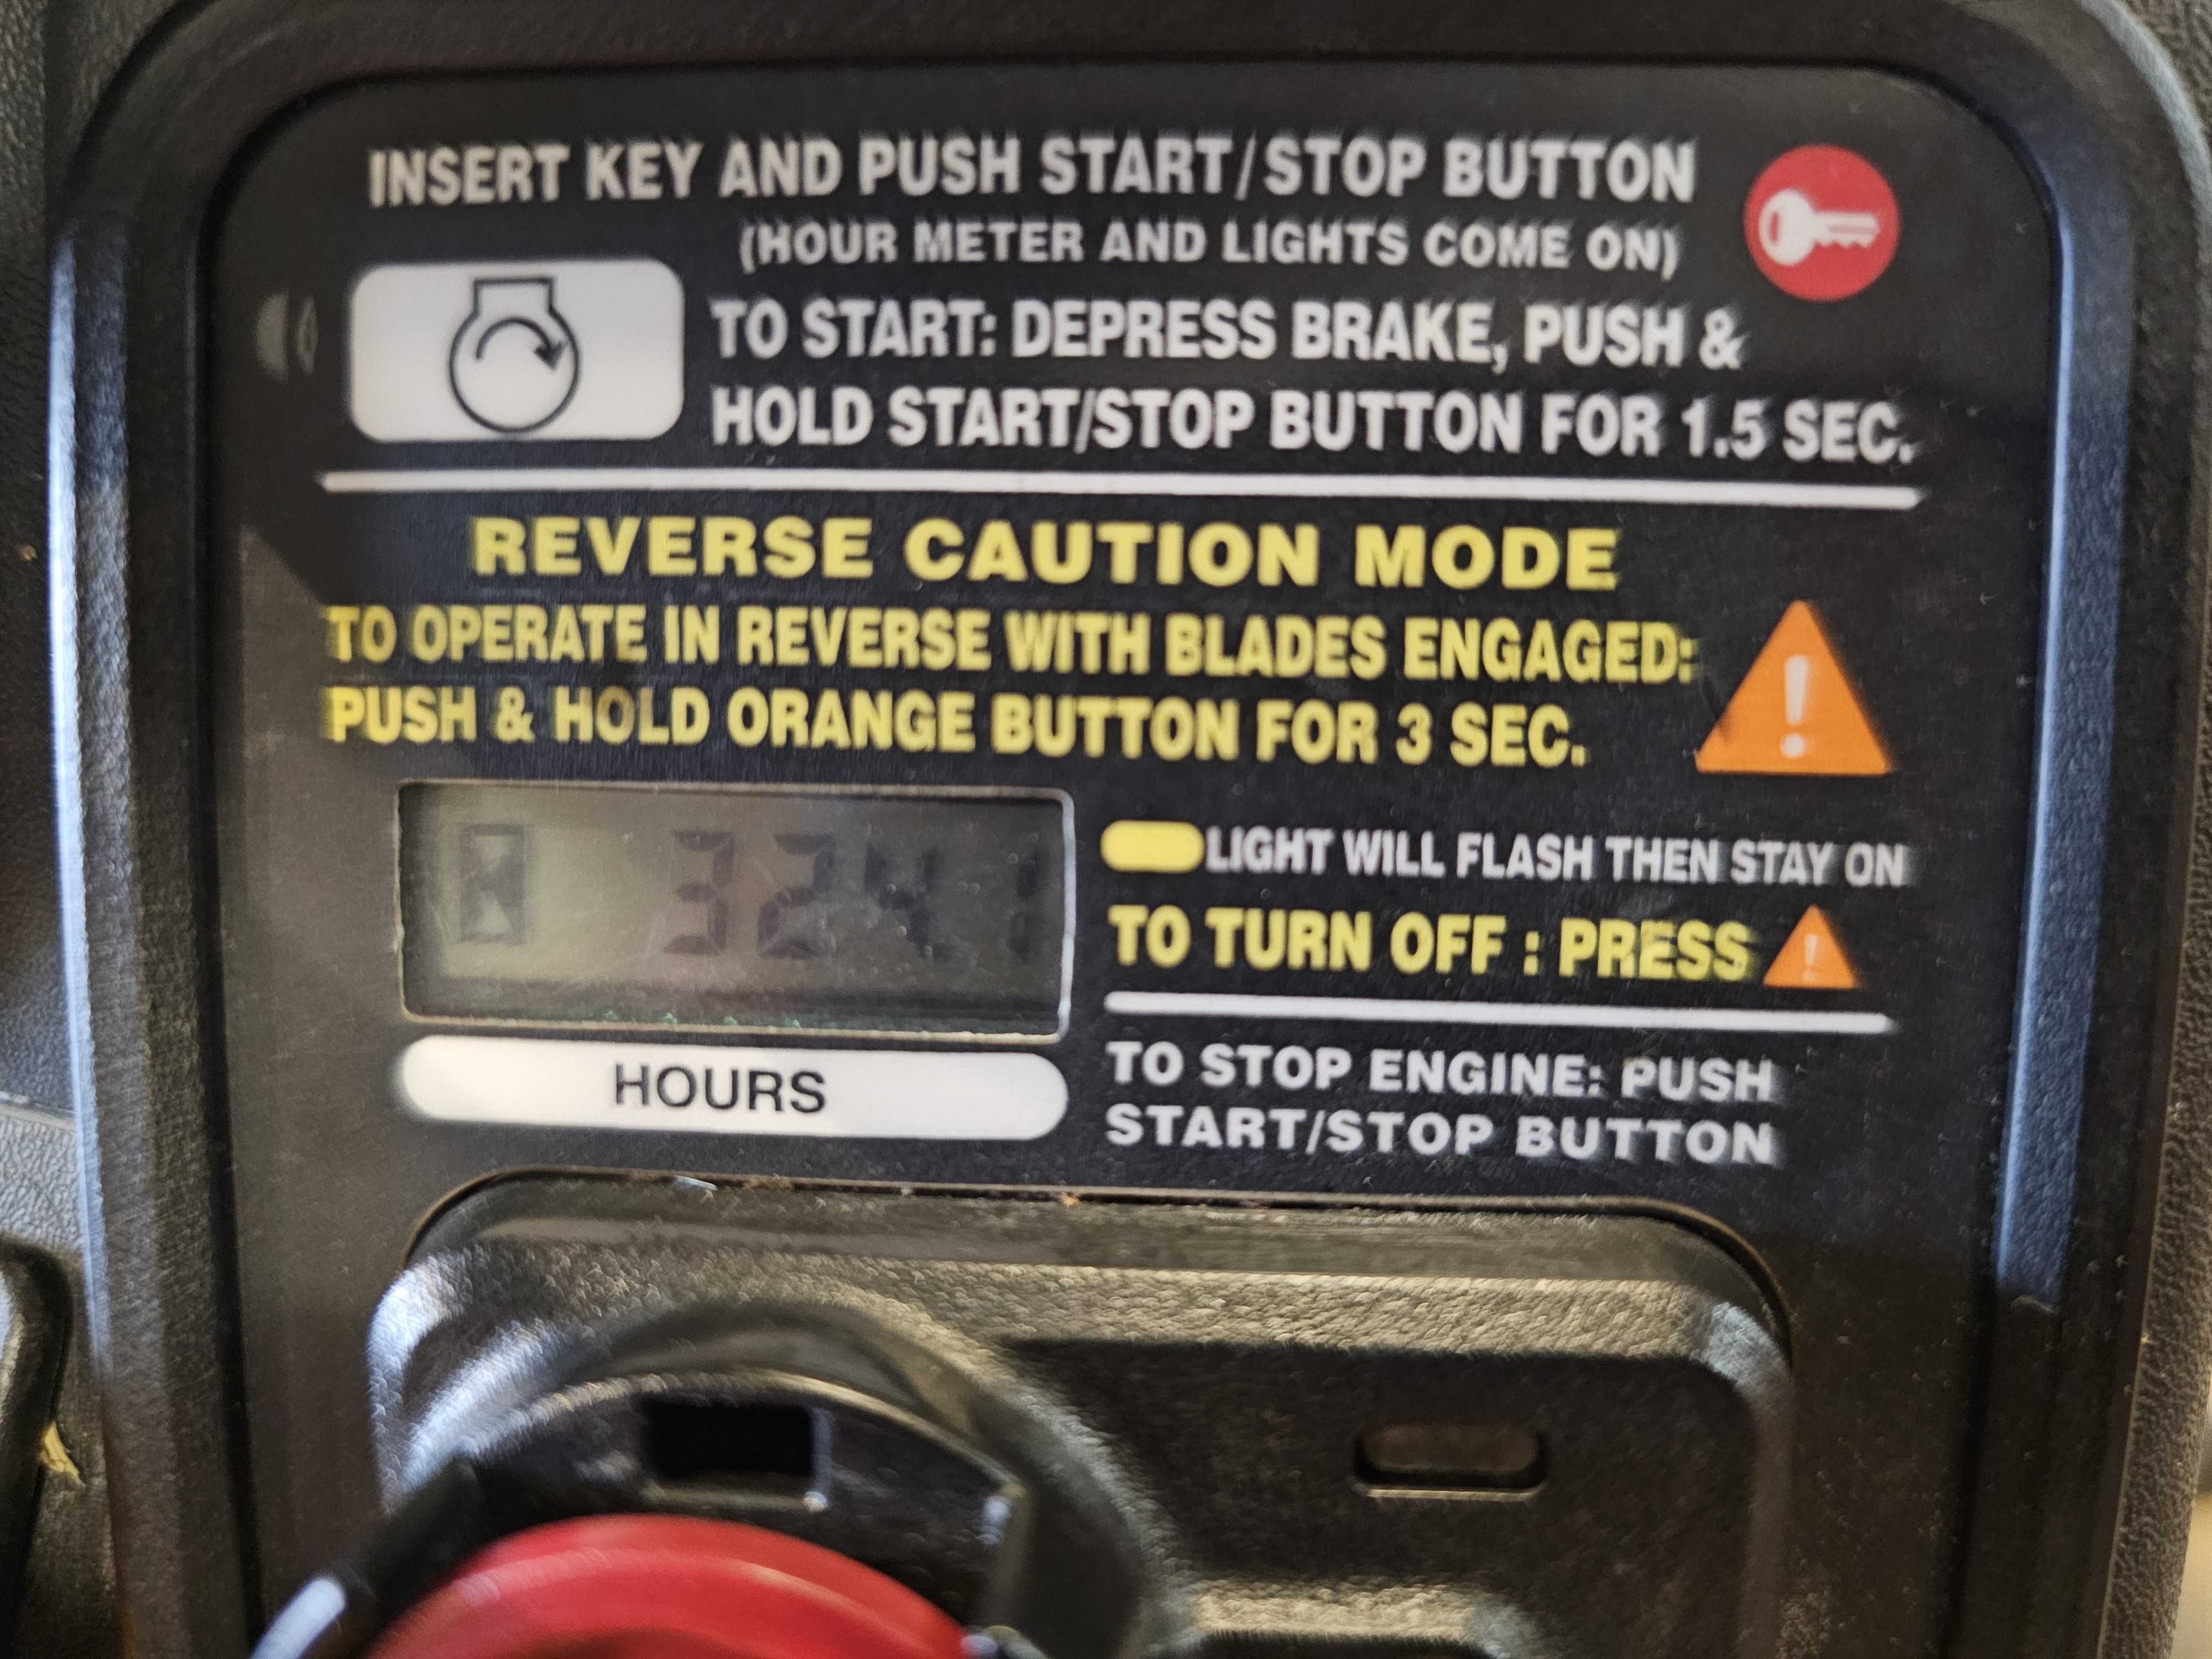 INSERT KEY AND PUSH START/STOP BUTTON
(HOUR METER AND LIGHTS COME ON)
TO START: DEPRESS BRAKE, PUSH &
HOLD START/STOP BUTTON FOR 1.5 SEC.
REVERSE CAUTION MODE
TO OPERATE IN REVERSE WITH BLADES ENGAGED:
PUSH & HOLD ORANGE BUTTON FOR 3 SEC.
324 1
LIGHT WILL FLASH THEN STAY ON
TO TURN OFF : PRESS
HOURS
TO STOP ENGINE: PUSH
START/STOP BUTTON